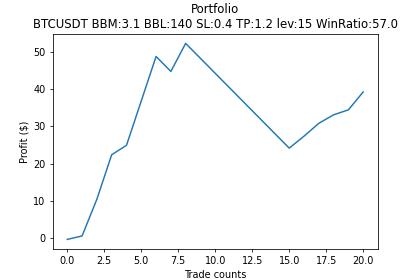 Portfolio
BTCUSDT BBM:3.1 BBL:140 SL:0.4 TP:1.2 lev:15 WinRatio:57.0
50
40
30
20
10
0
Profit ($)
0.0 2.5 5.0 7.5 10.0 12.5 15.0 17.5 20.0
Trade counts